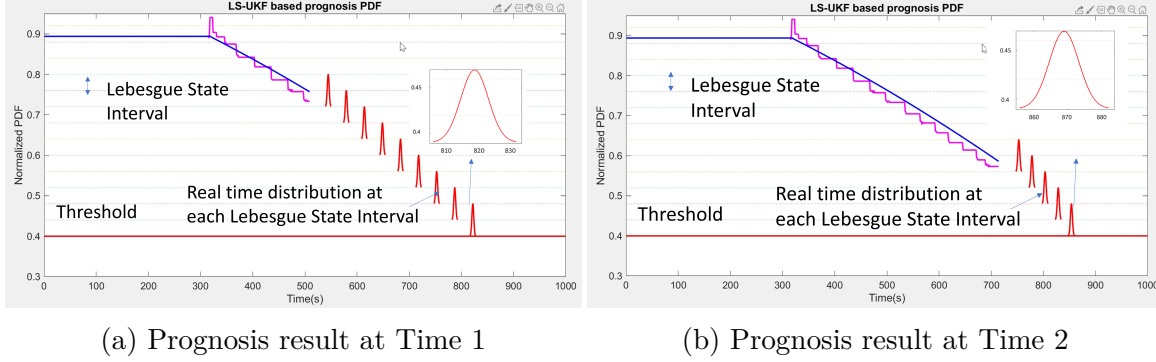 LS-UKF based prognosis PDF
0.9
0.8
0.7
0.6
0.5
0.4
0.3
Normalized PDF
Lebesgue State
Interval
0.45
0.4
810 820 830
Real time distribution at
each Lebesgue State Interval
Threshold
0 100 200 300 400 500 600 700 800 900 1000
Time(s)
(a) Prognosis result at Time 1
LS-UKF based prognosis PDF
0.9
0.8
0.7
0.6
0.5
0.4
0.3
Normalized PDF
Lebesgue State
Interval
0.45
0.4
860 870 880
Real time distribution at
each Lebesgue State Interval
Threshold
0 100 200 300 400 500 600 700 800 900 1000
Time(s)
(b) Prognosis result at Time 2